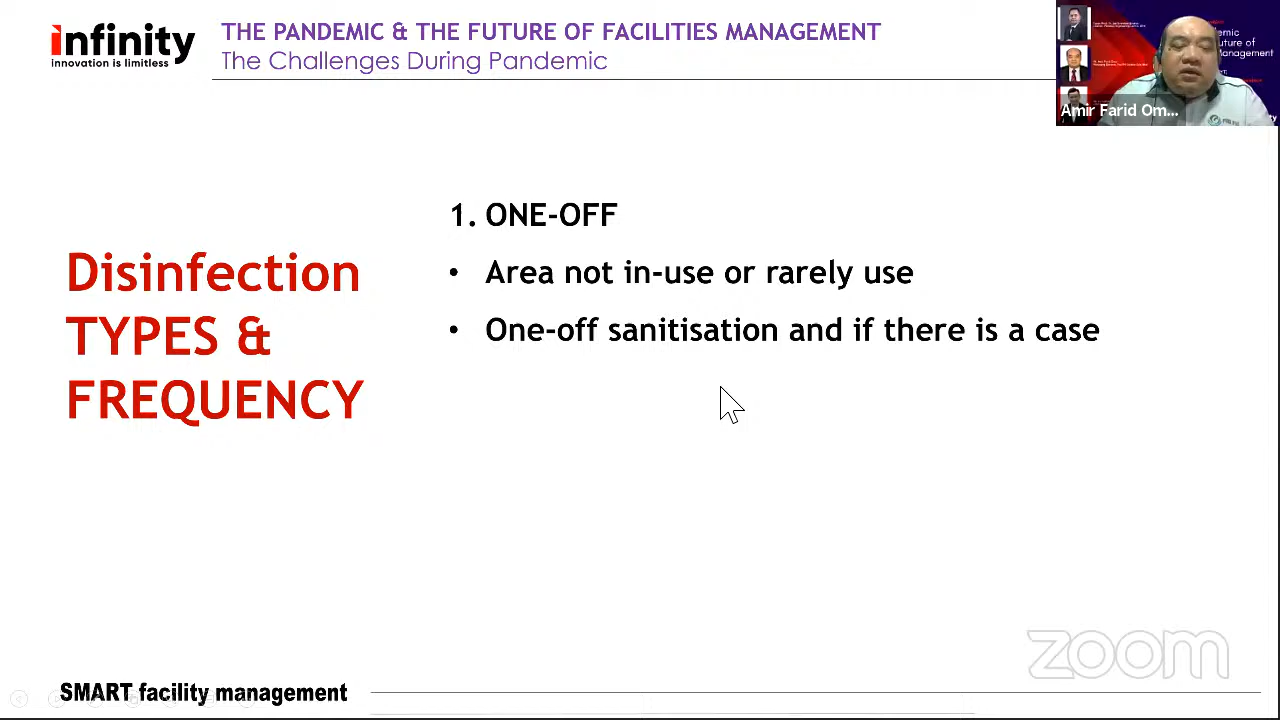 infinity
innovation is limitless
THE PANDEMIC & THE FUTURE OF FACILITIES MANAGEMENT
The Challenges During Pandemic
Amir Farid Om...
Disinfection
TYPES &
FREQUENCY
1. ONE-OFF
• Area not in-use or rarely use
• One-off sanitisation and if there is a case
zoom
SMART facility management